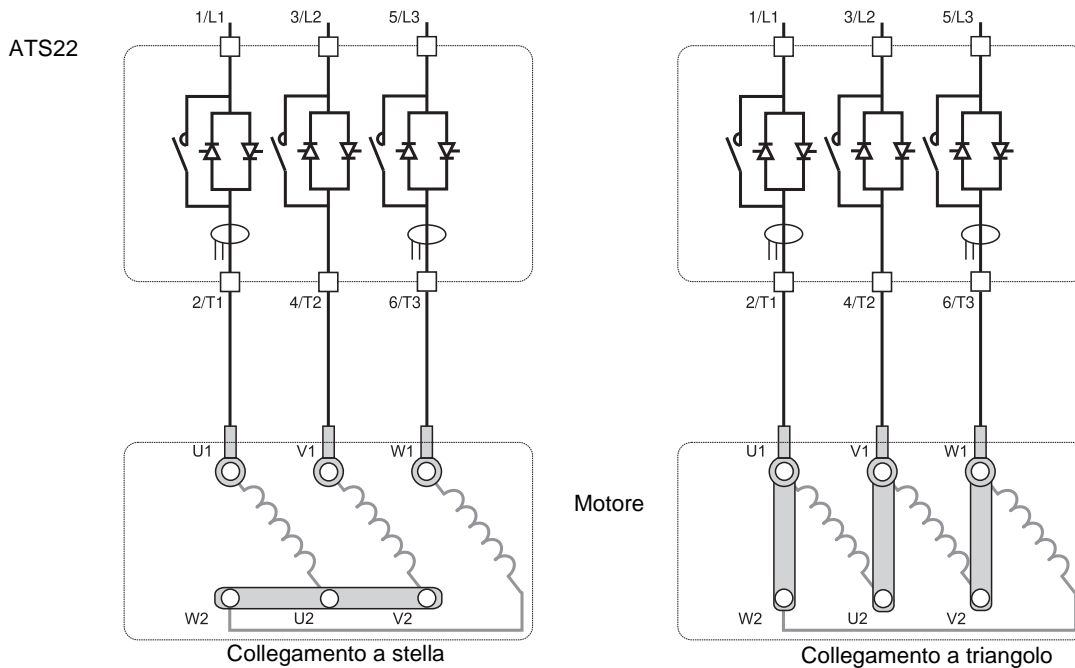 1/L1 3/L2 5/L3 1/L1 3/L2 5/L3
ATS22
2/T1 4/T2 6/T3 2/T1 4/T2 6/T3
U1 V1 W1 U1 V1 W1
Motore
W2 U2 V2 W2 U2 V2
Collegamento a stella Collegamento a triangolo